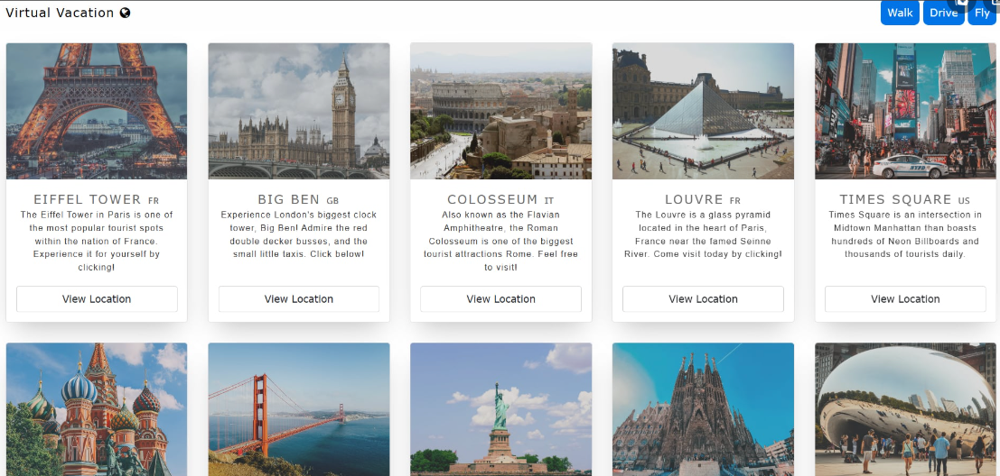 Virtual Vacation
Walk
Drive
Fly
EIFFEL TOWER FR
The Eiffel Tower in Paris is one of
the most popular tourist spots
within the nation of France.
Experience it for yourself by
clicking!
View Location
BIG BEN GB
Experience London's biggest clock
tower, Big Ben! Admire the red
double decker busses, and the
small little taxis. Click below!
View Location
COLOSSEUM IT
Also known as the Flavian
Amphitheatre, the Roman
Colosseum is one of the biggest
tourist attractions Rome. Feel free
to visit!
View Location
LOUVRE FR
The Louvre is a glass pyramid
located in the heart of Paris,
France near the famed Seinne
River. Come visit today by clicking!
View Location
TIMES SQUARE US
Times Square is an intersection in
Midtown Manhattan than boasts
hundreds of Neon Billboards and
thousands of tourists daily.
View Location
NYPD